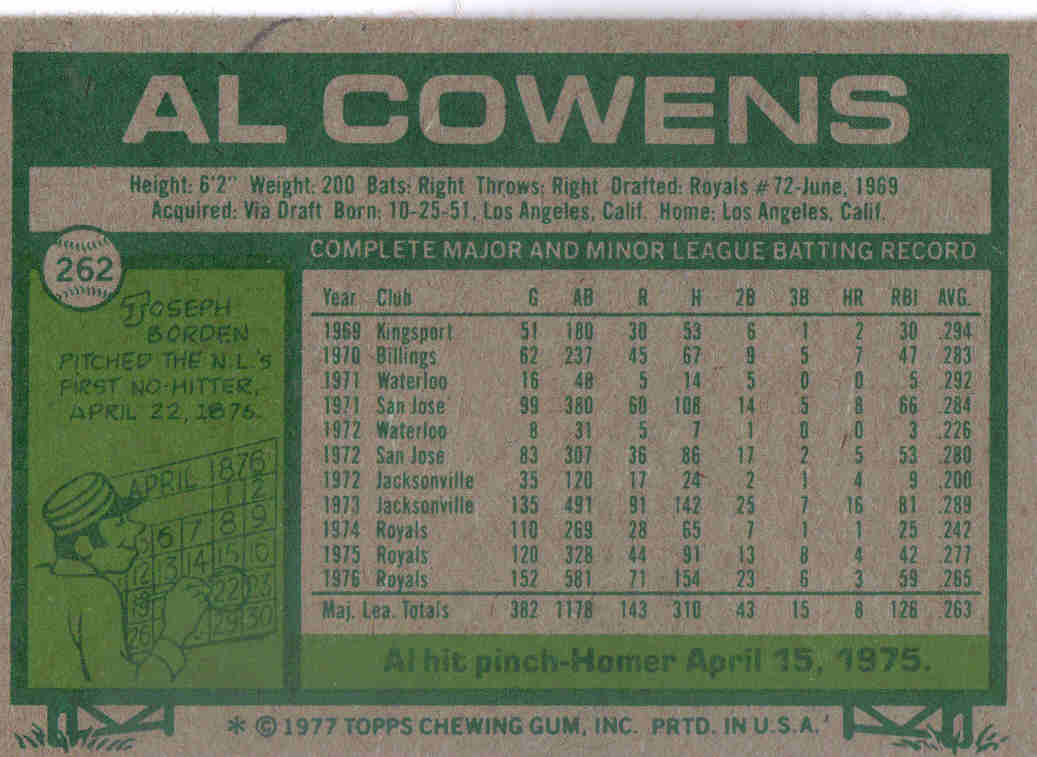 AL COWENS
Height: 6'2" Weight: 200 Bats: Right Throws: Right Drafted: Royals #72-June, 1969
Acquired: Via Draft Born: 10-25-51, Los Angeles, Calif. Home: Los Angeles, Calif.
262
COMPLETE MAJOR AND MINOR LEAGUE BATTING RECORD
JOSEPH
BORDEN
PITCHED THE N.L.'S
FIRST NO-HITTER,
APRIL 22, 1876.
APRIL 1876
1 2
5 6 7 8 9
12 13 14 15 16
19 22 23
26 29 30
Year Club G AB R H 2B 3B HR RBI AVG.
1969 Kingsport 51 180 30 53 6 1 2 30 .294
1970 Billings 62 237 45 67 9 5 7 47 .283
1971 Waterloo 16 48 5 14 5 0 0 5 .292
1971 San Jose 99 380 60 108 14 5 8 66 .284
1972 Waterloo 8 31 5 7 1 0 0 3 .226
1972 San Jose 83 307 36 86 17 2 5 53 .280
1972 Jacksonville 35 120 17 24 2 1 4 9 .200
1973 Jacksonville 135 491 91 142 25 7 16 81 .289
1974 Royals 110 269 28 65 7 1 1 25 .242
1975 Royals 120 328 44 91 13 8 4 42 .277
1976 Royals 152 581 71 154 23 6 3 59 .265
Maj. Lea. Totals 382 1178 143 310 43 15 8 126 .263
Al hit pinch-Homer April 15, 1975.
* © 1977 TOPPS CHEWING GUM, INC. PRTD. IN U.S.A.